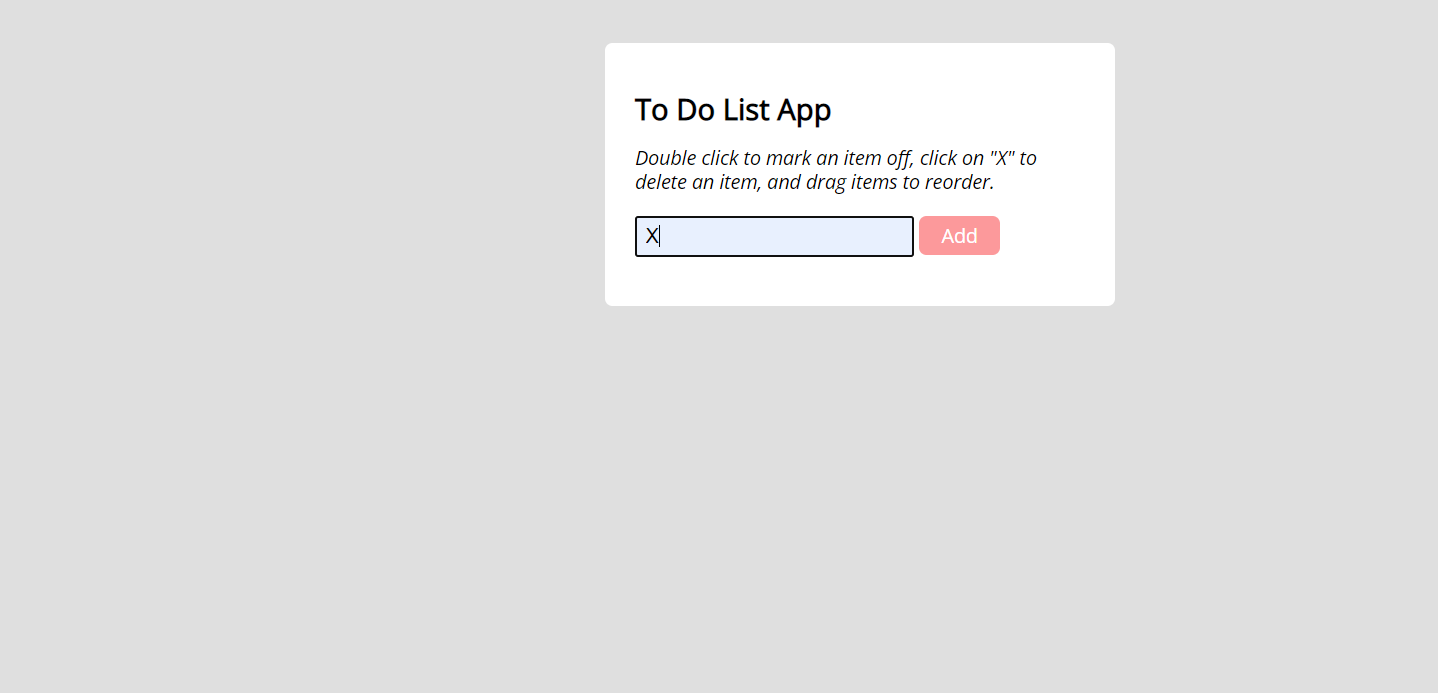 To Do List App
Double click to mark an item off, click on "X" to
delete an item, and drag items to reorder.
X Add